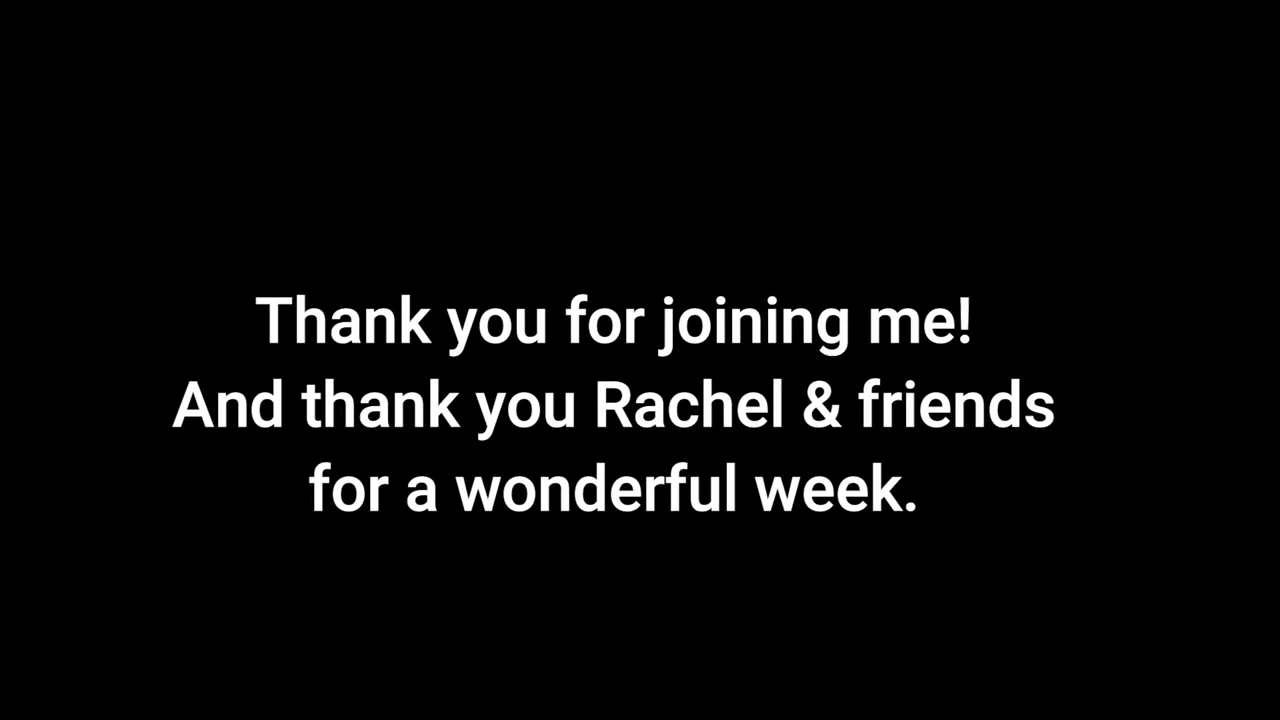 Thank you for joining me!
And thank you Rachel & friends
for a wonderful week.